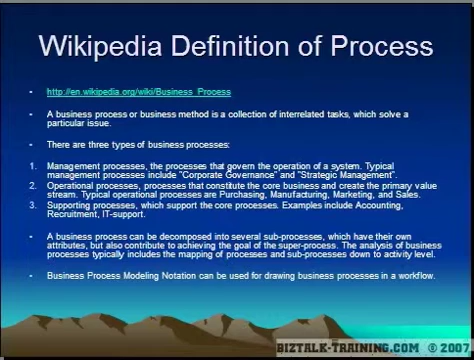 Wikipedia Definition of Process
• http://en.wikipedia.org/wiki/Business_Process
• A business process or business method is a collection of interrelated tasks, which solve a
particular issue.
• There are three types of business processes:
1. Management processes, the processes that govern the operation of a system. Typical
management processes include "Corporate Governance" and "Strategic Management".
2. Operational processes, processes that constitute the core business and create the primary value
stream. Typical operational processes are Purchasing, Manufacturing, Marketing, and Sales.
3. Supporting processes, which support the core processes. Examples include Accounting,
Recruitment, IT-support.
• A business process can be decomposed into several sub-processes, which have their own
attributes, but also contribute to achieving the goal of the super-process. The analysis of business
processes typically includes the mapping of processes and sub-processes down to activity level.
• Business Process Modeling Notation can be used for drawing business processes in a workflow.
BIZTALK-TRAINING.COM © 2007